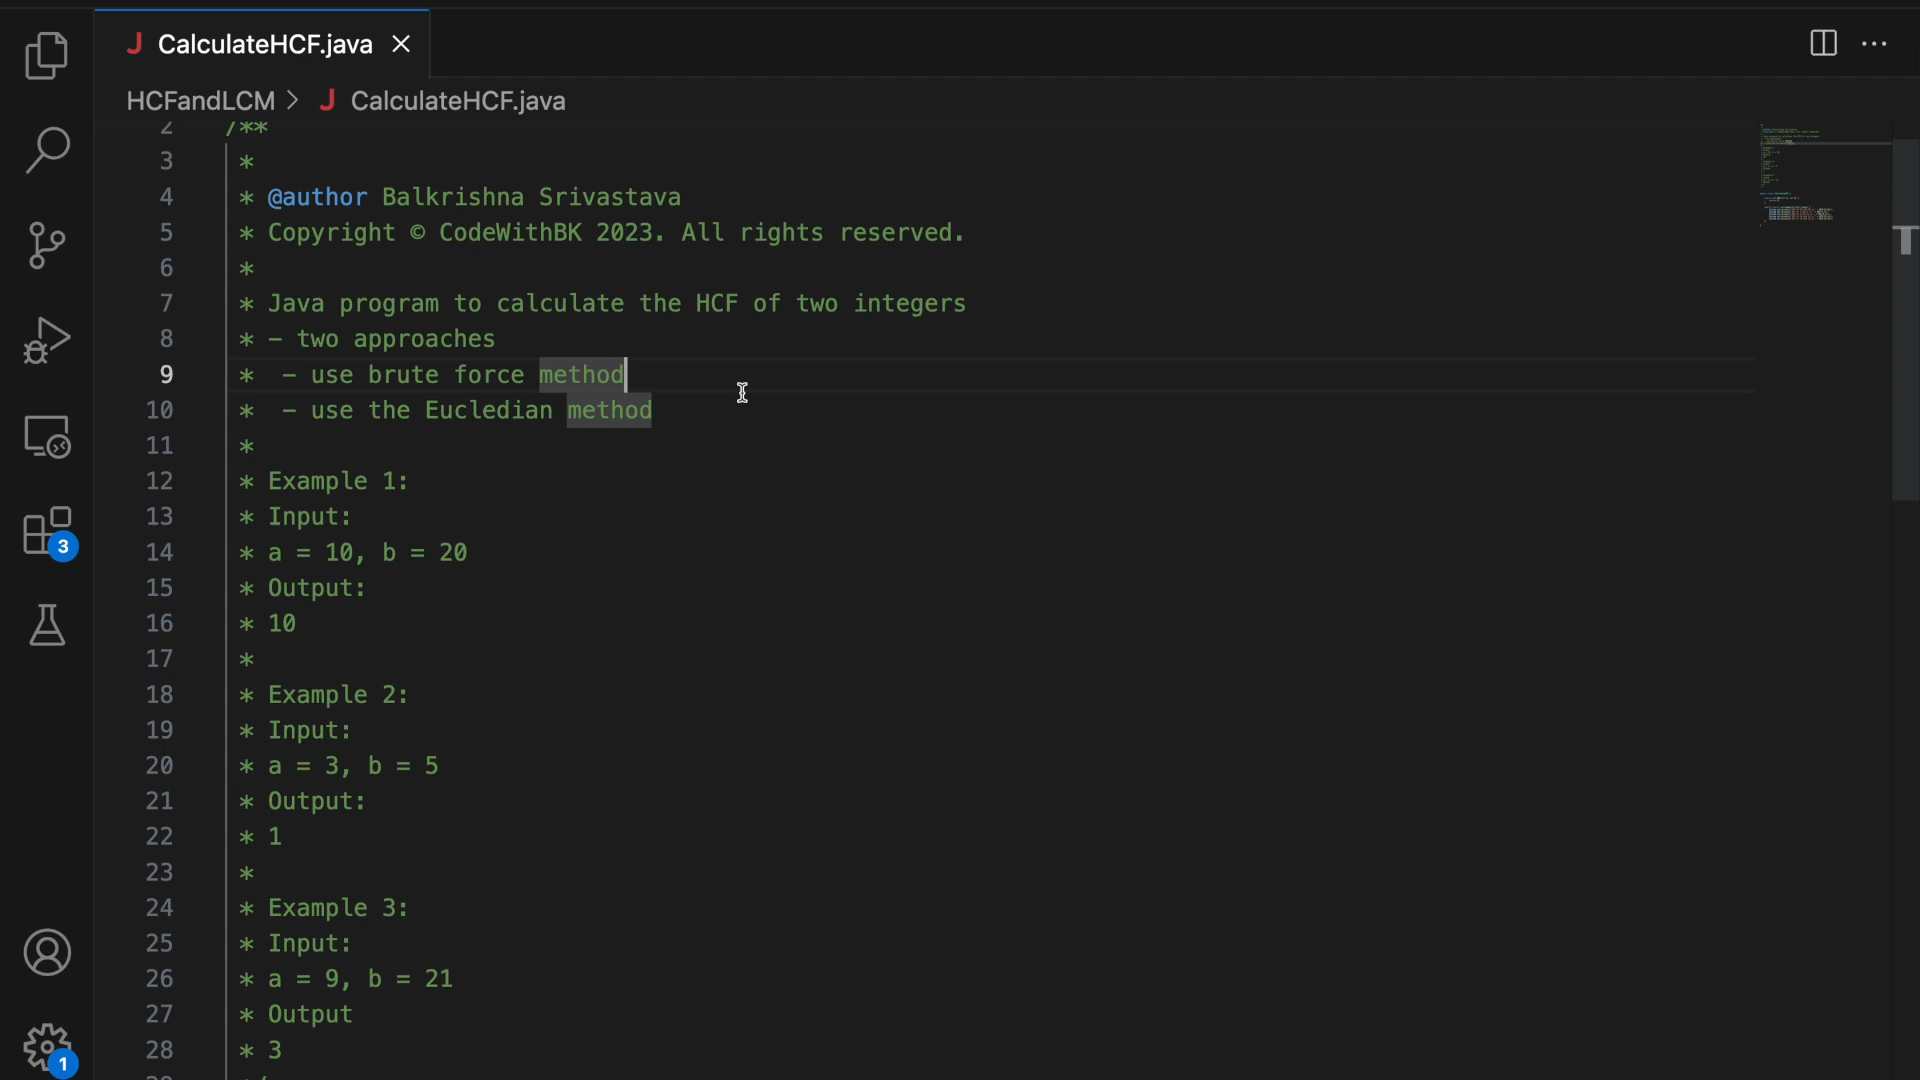 CalculateHCF.java
HCFandLCM > CalculateHCF.java
2 /**
3 *
4 * @author Balkrishna Srivastava
5 * Copyright © CodeWithBK 2023. All rights reserved.
6 *
7 * Java program to calculate the HCF of two integers
8 * - two approaches
9 * - use brute force method
10 * - use the Eucledian method
11 *
12 * Example 1:
13 * Input:
14 * a = 10, b = 20
15 * Output:
16 * 10
17 *
18 * Example 2:
19 * Input:
20 * a = 3, b = 5
21 * Output:
22 * 1
23 *
24 * Example 3:
25 * Input:
26 * a = 9, b = 21
27 * Output
28 * 3
3
1